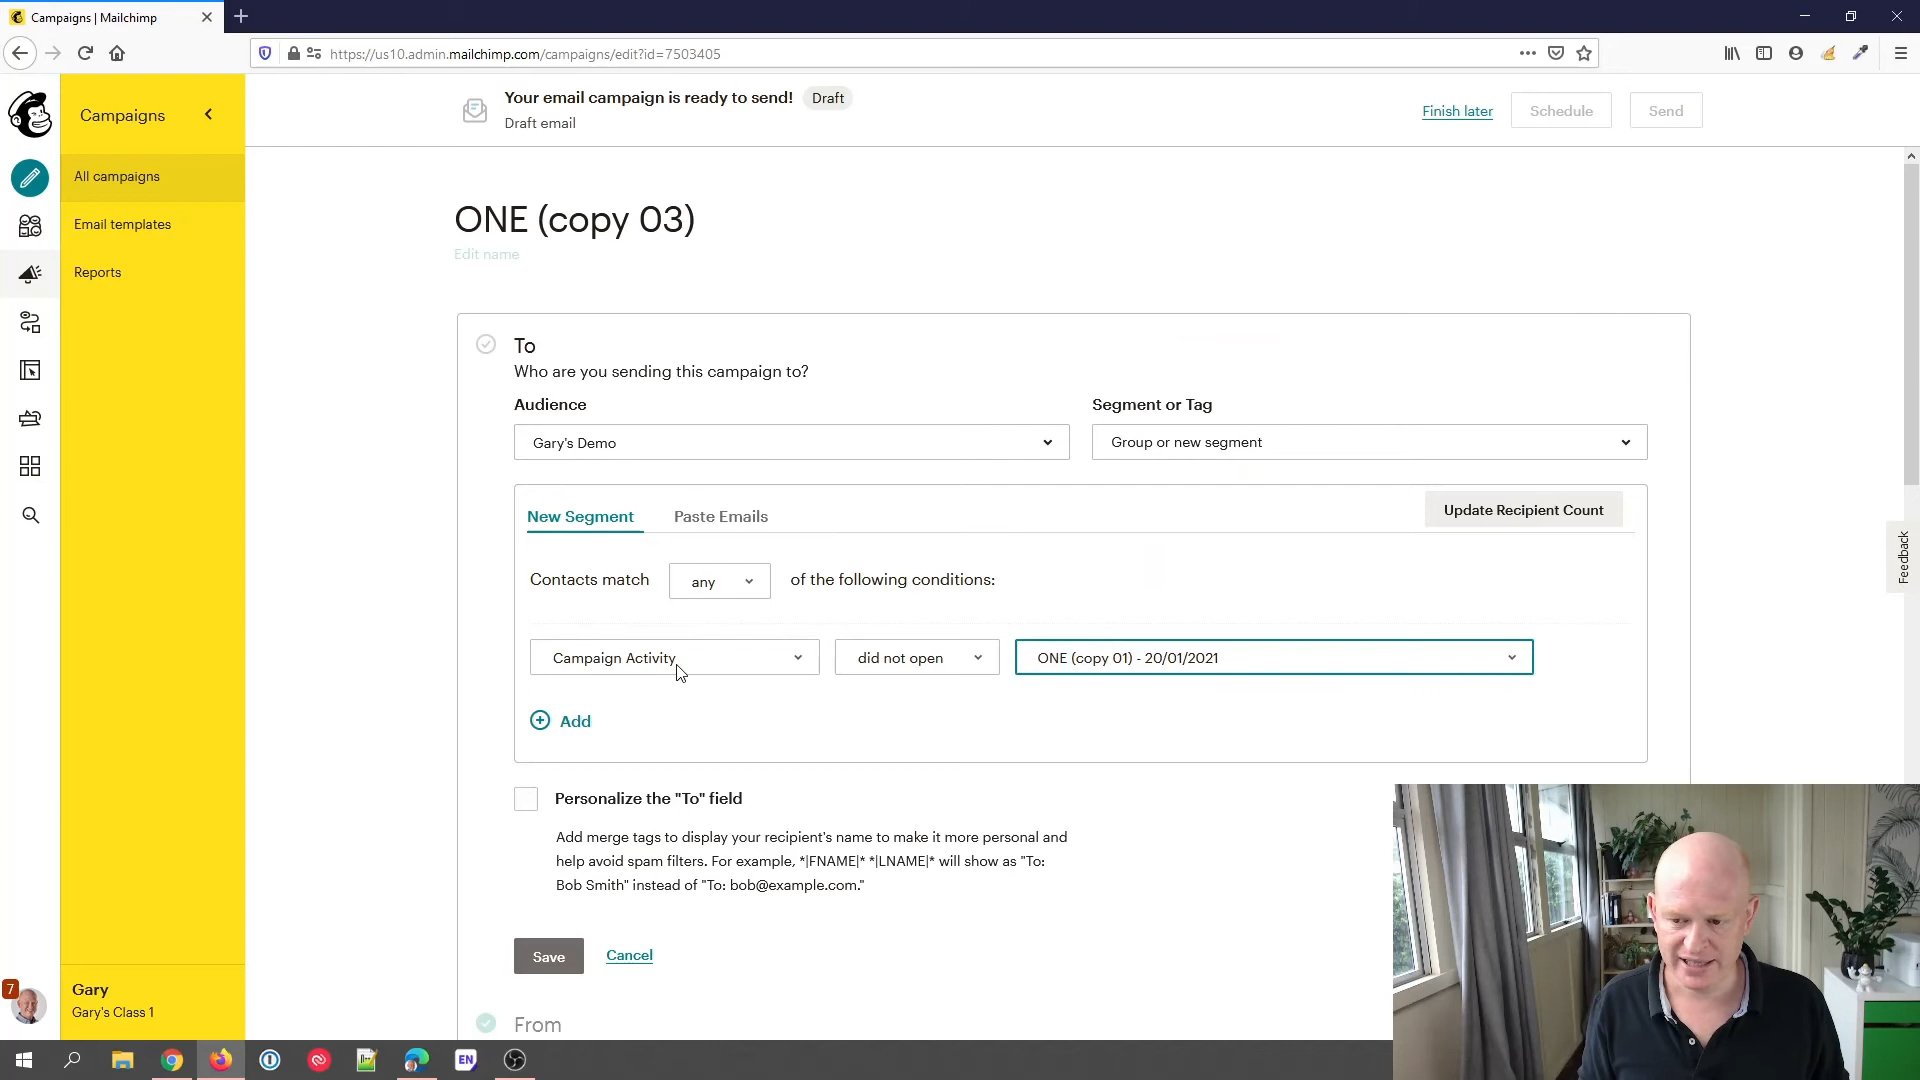 Campaigns | Mailchimp
https://us10.admin.mailchimp.com/campaigns/edit?id=7503405
Campaigns
All campaigns
Email templates
Reports
Your email campaign is ready to send! Draft
Draft email
Finish later
Schedule
Send
ONE (copy 03)
Edit name
To
Who are you sending this campaign to?
Audience
Segment or Tag
Gary's Demo
Group or new segment
New Segment
Paste Emails
Update Recipient Count
Contacts match any of the following conditions:
Campaign Activity
did not open
ONE (copy 01) - 20/01/2021
Add
Personalize the "To" field
Add merge tags to display your recipient's name to make it more personal and
help avoid spam filters. For example, *|FNAME|* *|LNAME|* will show as "To:
Bob Smith" instead of "To: bob@example.com."
Save
Cancel
From
Feedback
7
Gary
Gary's Class 1
EN